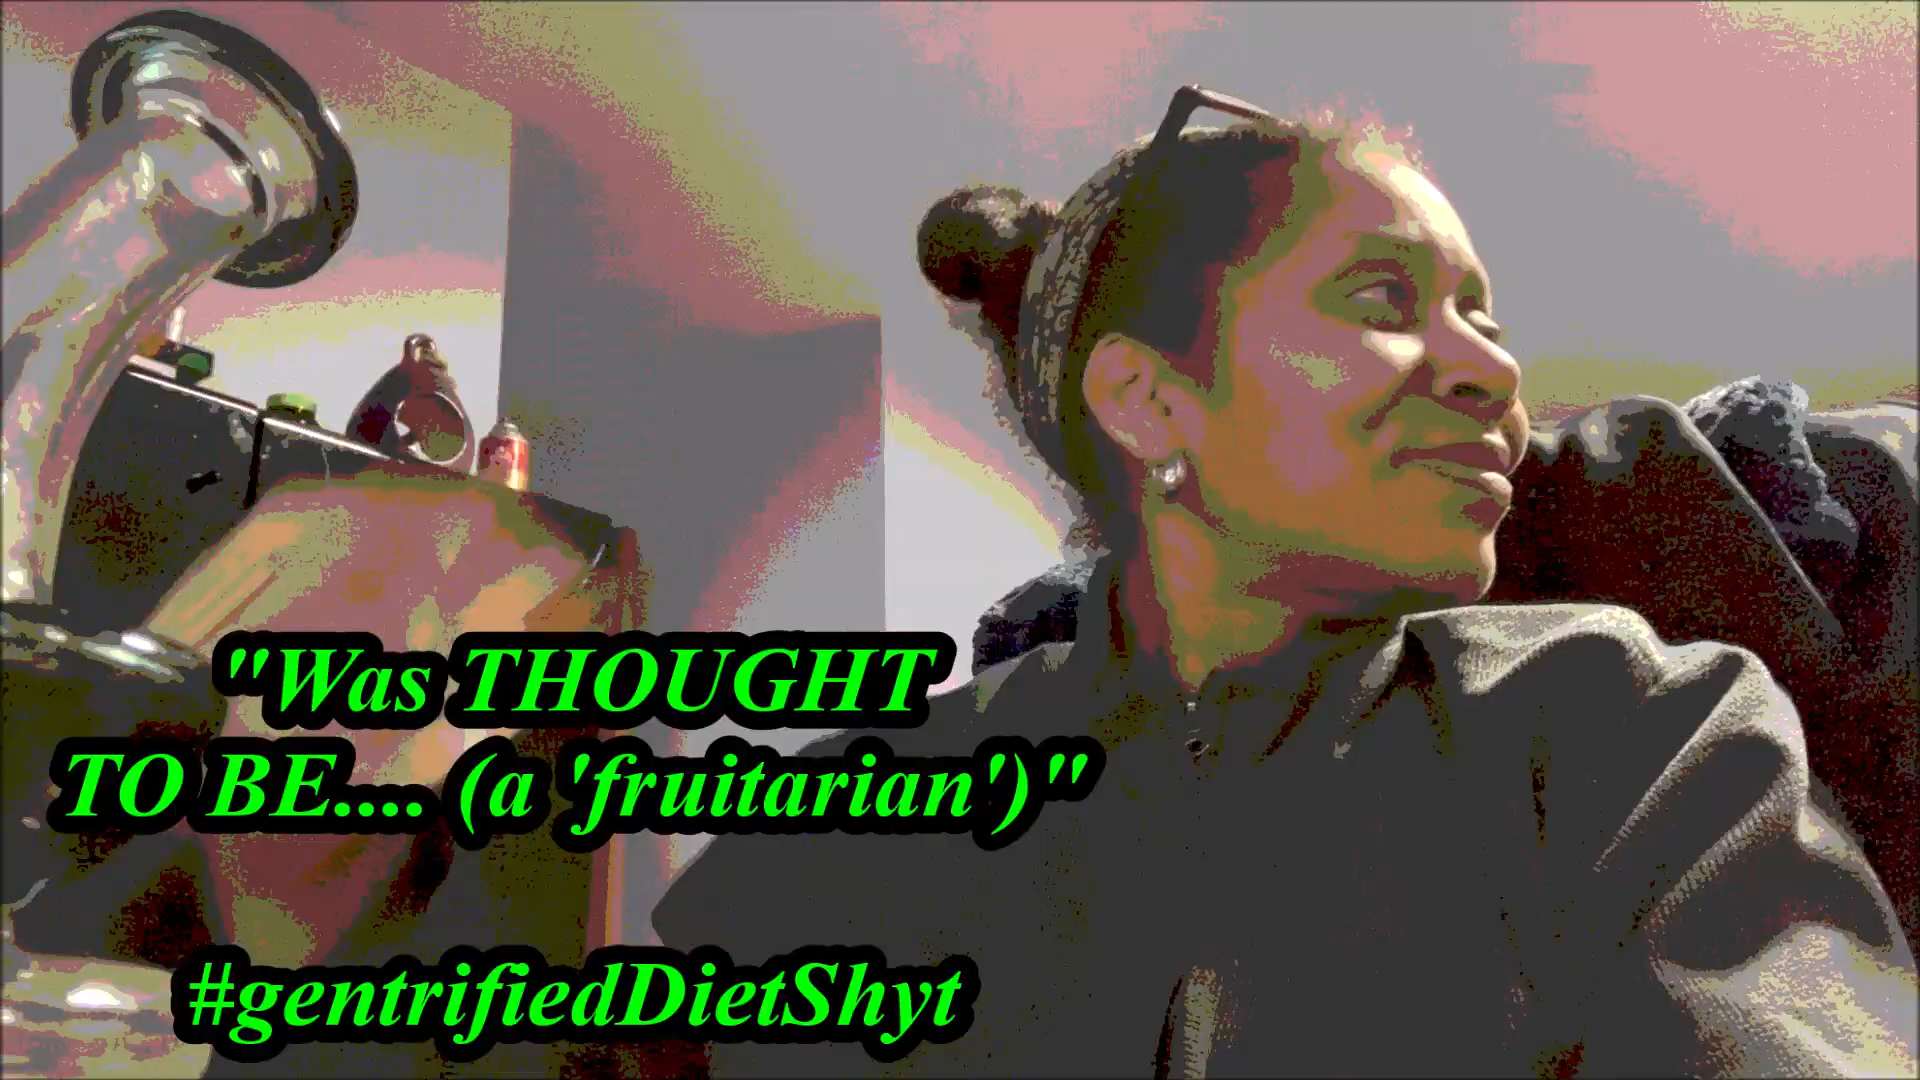 "Was THOUGHT
TO BE.... (a 'fruitarian')"
#gentrifiedDietShyt